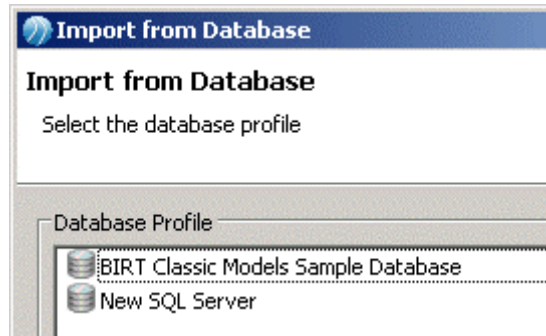 Import from Database
Import from Database
Select the database profile
Database Profile
BIRT Classic Models Sample Database
New SQL Server